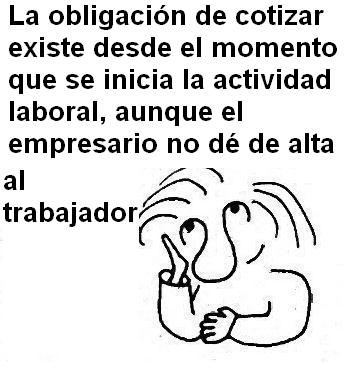 La obligación de cotizar
existe desde el momento
que se inicia la actividad
laboral, aunque el
empresario no dé de alta
al
trabajador